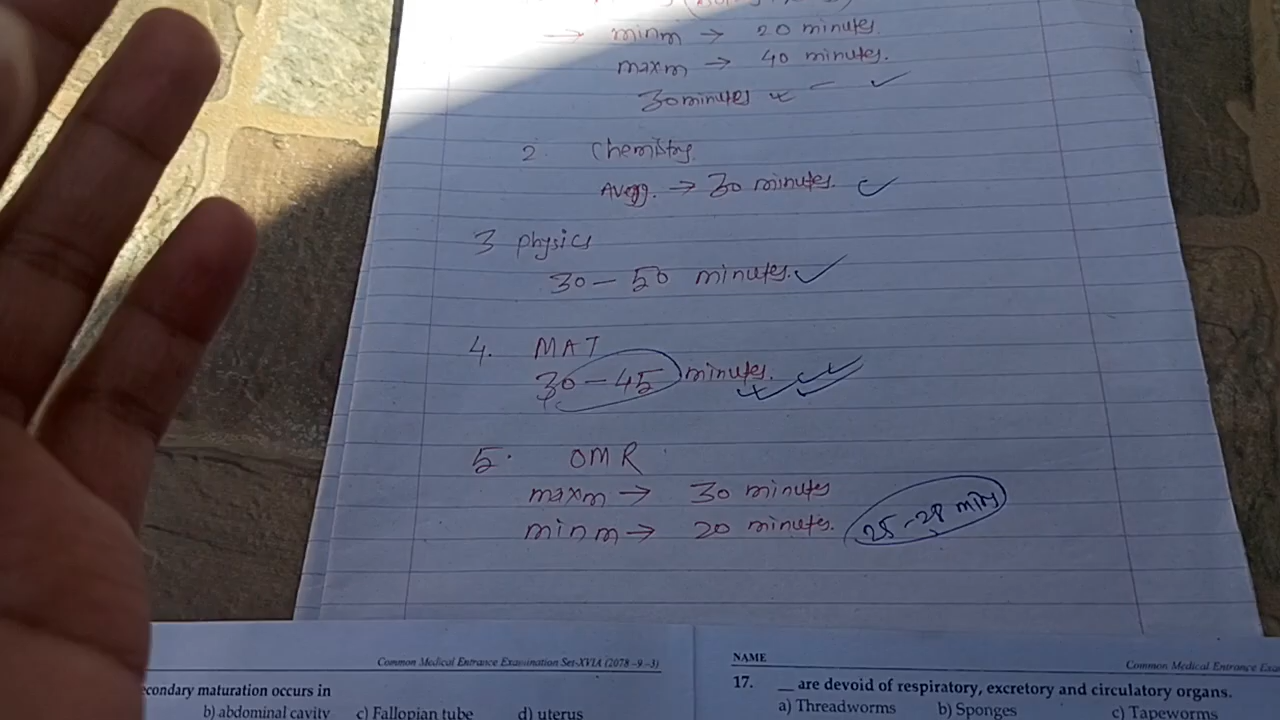 → minm → 20 minutes.
maxm → 40 minutes.
30 minutes
2. Chemistry
Avegg. → 30 minutes.
3 physics
30 – 50 minutes.
4. MAT
30 – 45 minutes.
5. OMR
maxm → 30 minutes
minm → 20 minutes. 25-28 mins
Common Medical Entrance Examination Set-XVIA (2078-9-3)
econdary maturation occurs in
b) abdominal cavity c) Fallopian tube d) uterus
NAME
Common Medical Entrance Exa
17. __ are devoid of respiratory, excretory and circulatory organs.
a) Threadworms b) Sponges c) Tapeworms